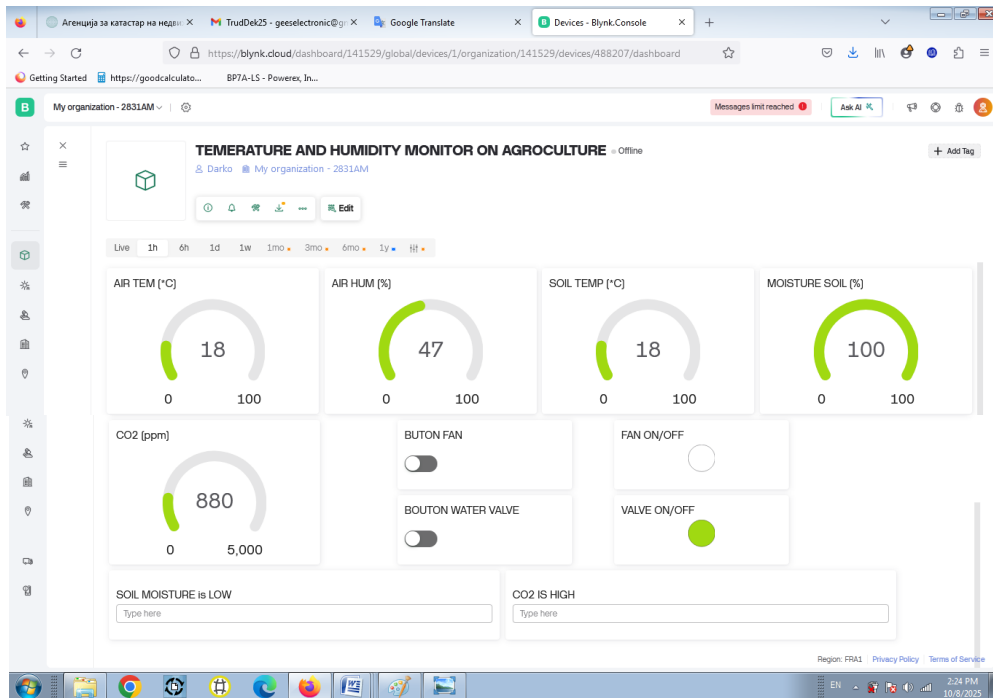 Агенција за катастар на недви
TrudDek25 - geeselectronic@gm
Google Translate
Devices - Blynk.Console
https://blynk.cloud/dashboard/141529/global/devices/1/organization/141529/devices/488207/dashboard
Getting Started
https://goodcalculato...
BP7A-LS - Powerex, In...
B
My organization - 2831AM
Messages limit reached
Ask AI
TEMERATURE AND HUMIDITY MONITOR ON AGROCULTURE
Offline
Add Tag
Darko
My organization - 2831AM
Edit
Live 1h 6h 1d 1w 1mo 3mo 6mo 1y
AIR TEM (*C)
18
0 100
AIR HUM (%)
47
0 100
SOIL TEMP (*C)
18
0 100
MOISTURE SOIL (%)
100
0 100
CO2 (ppm)
880
0 5,000
BUTON FAN
FAN ON/OFF
BOUTON WATER VALVE
VALVE ON/OFF
SOIL MOISTURE is LOW
Type here
CO2 IS HIGH
Type here
Region: FRA1
Privacy Policy
Terms of Service
EN
2:24 PM
10/8/2025